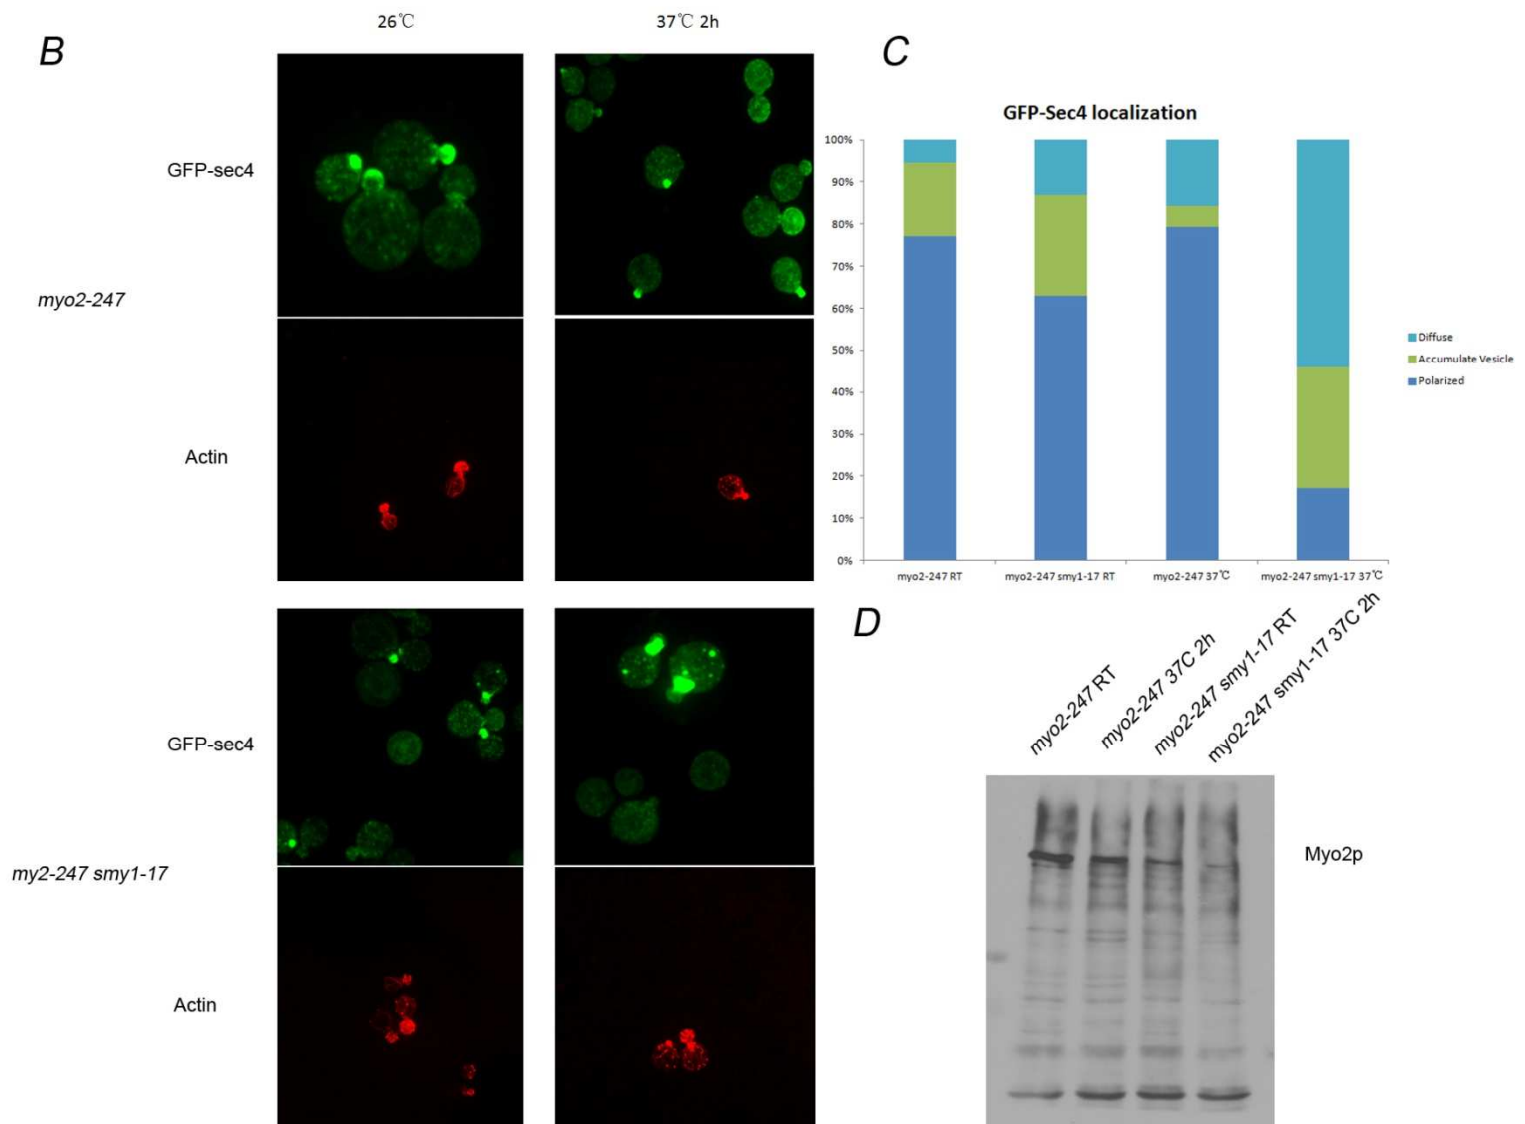 26℃
37℃ 2h
B
GFP-sec4
myo2-247
Actin
GFP-sec4
my2-247 smy1-17
Actin
C
GFP-Sec4 localization
100%
90%
80%
70%
60%
50%
40%
30%
20%
10%
0%
myo2-247 RT
myo2-247 smy1-17 RT
myo2-247 37℃
myo2-247 smy1-17 37℃
Diffuse
Accumulate Vesicle
Polarized
D
myo2-247 RT
myo2-247 37C 2h
myo2-247 smy1-17 RT
myo2-247 smy1-17 37C 2h
Myo2p